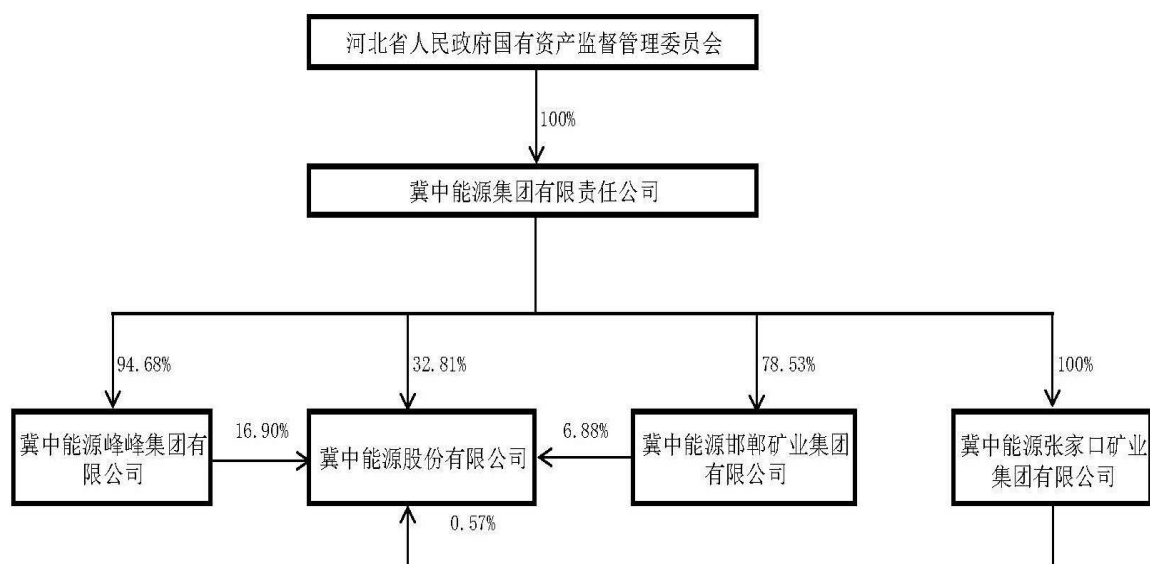 河北省人民政府国有资产监督管理委员会
100%
冀中能源集团有限责任公司
94.68%
32.81%
78.53%
100%
冀中能源峰峰集团有
限公司
16.90%
冀中能源股份有限公司
6.88%
冀中能源邯郸矿业集团
有限公司
冀中能源张家口矿业
集团有限公司
0.57%